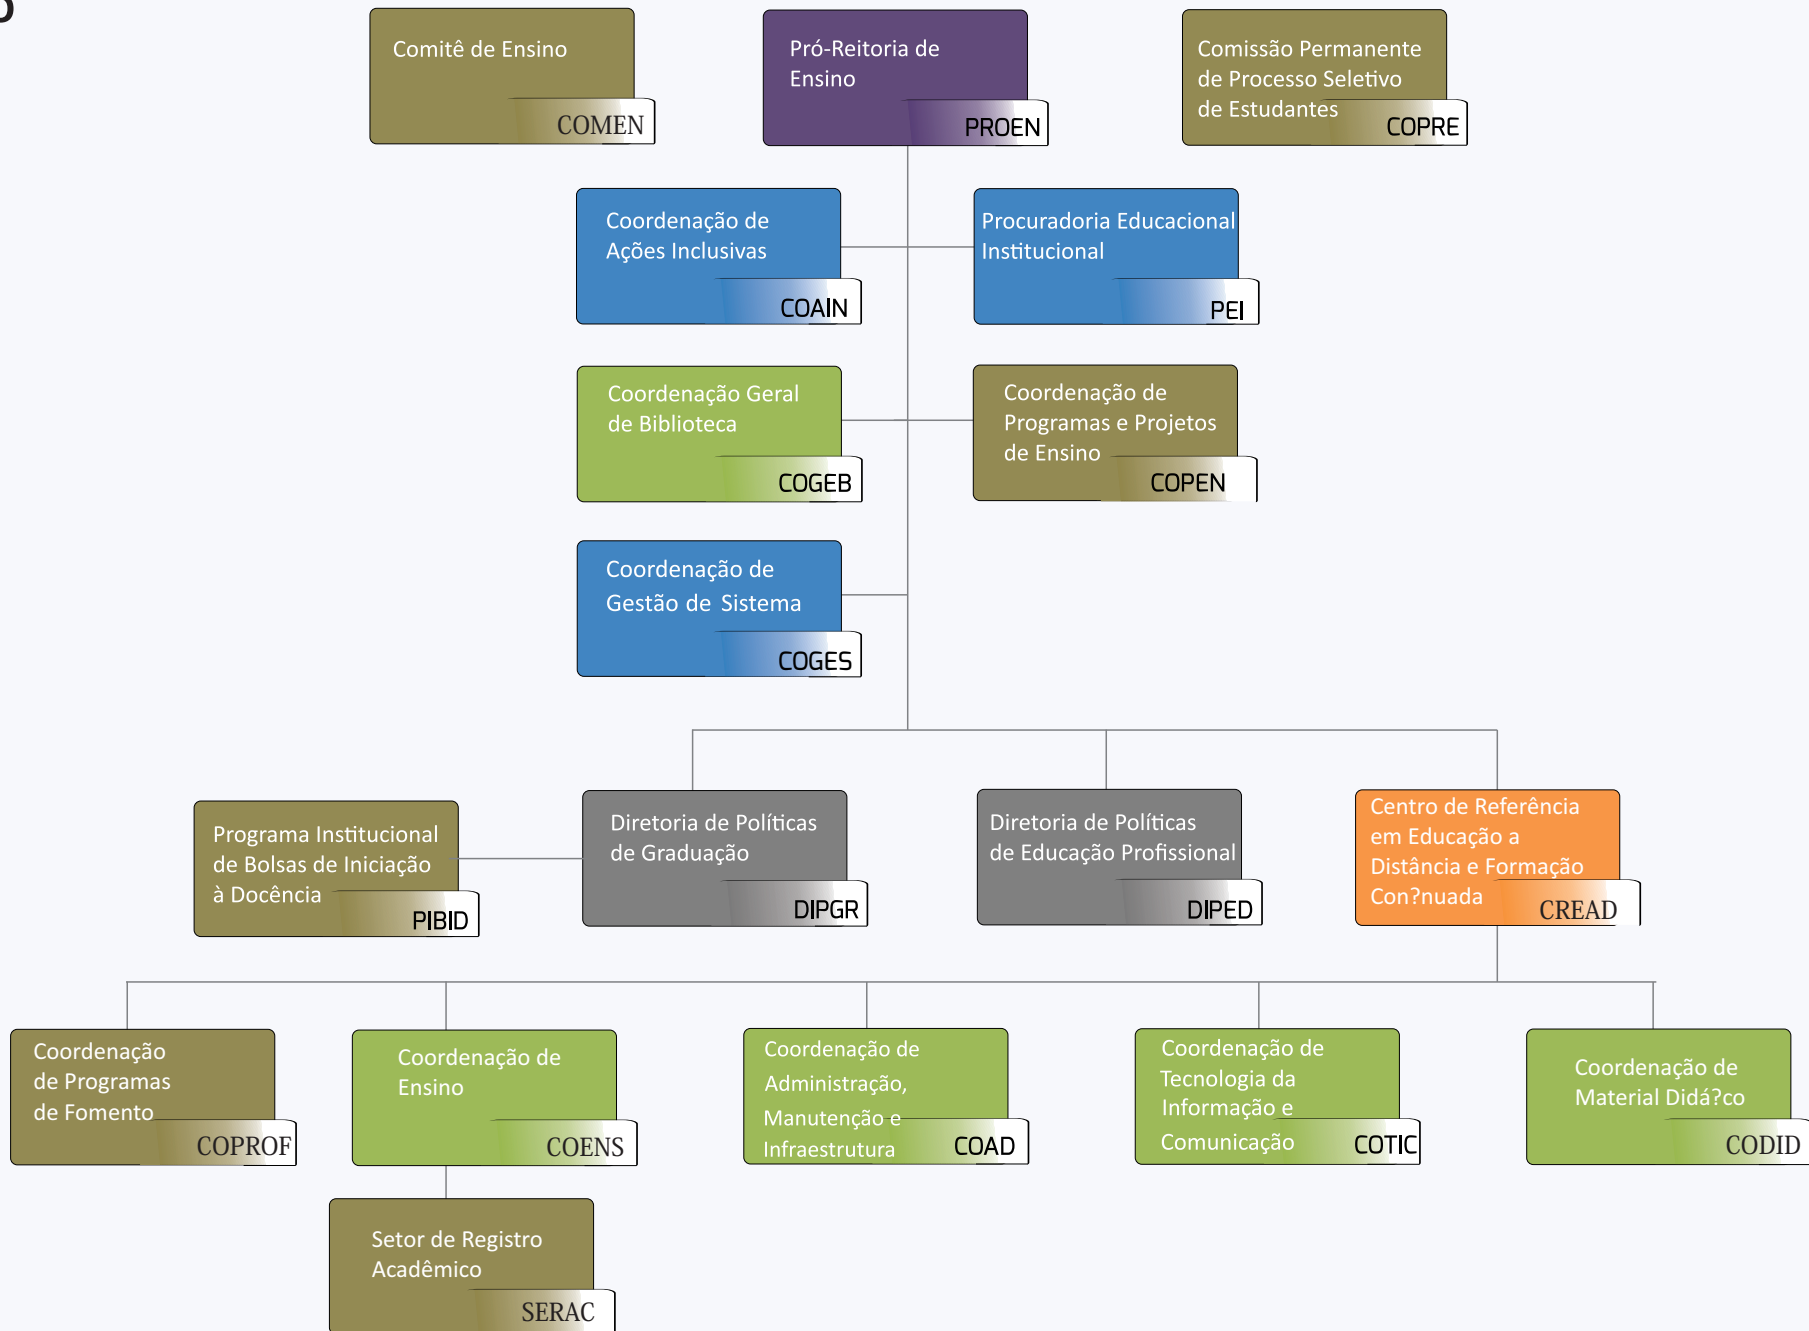 Comitê de Ensino
COMEN
Pró-Reitoria de
Ensino
PROEN
Comissão Permanente
de Processo Seletivo
de Estudantes
COPRE
Coordenação de
Ações Inclusivas
COAIN
Procuradoria Educacional
Institucional
PEI
Coordenação Geral
de Biblioteca
COGEB
Coordenação de
Programas e Projetos
de Ensino
COPEN
Coordenação de
Gestão de Sistema
COGES
Programa Institucional
de Bolsas de Iniciação
à Docência
PIBID
Diretoria de Políticas
de Graduação
DIPGR
Diretoria de Políticas
de Educação Profissional
DIPED
Centro de Referência
em Educação a
Distância e Formação
Con?nuada
CREAD
Coordenação
de Programas
de Fomento
COPROF
Coordenação de
Ensino
COENS
Coordenação de
Administração,
Manutenção e
Infraestrutura
COAD
Coordenação de
Tecnologia da
Informação e
Comunicação
COTIC
Coordenação de
Material Didá?co
CODID
Setor de Registro
Acadêmico
SERAC